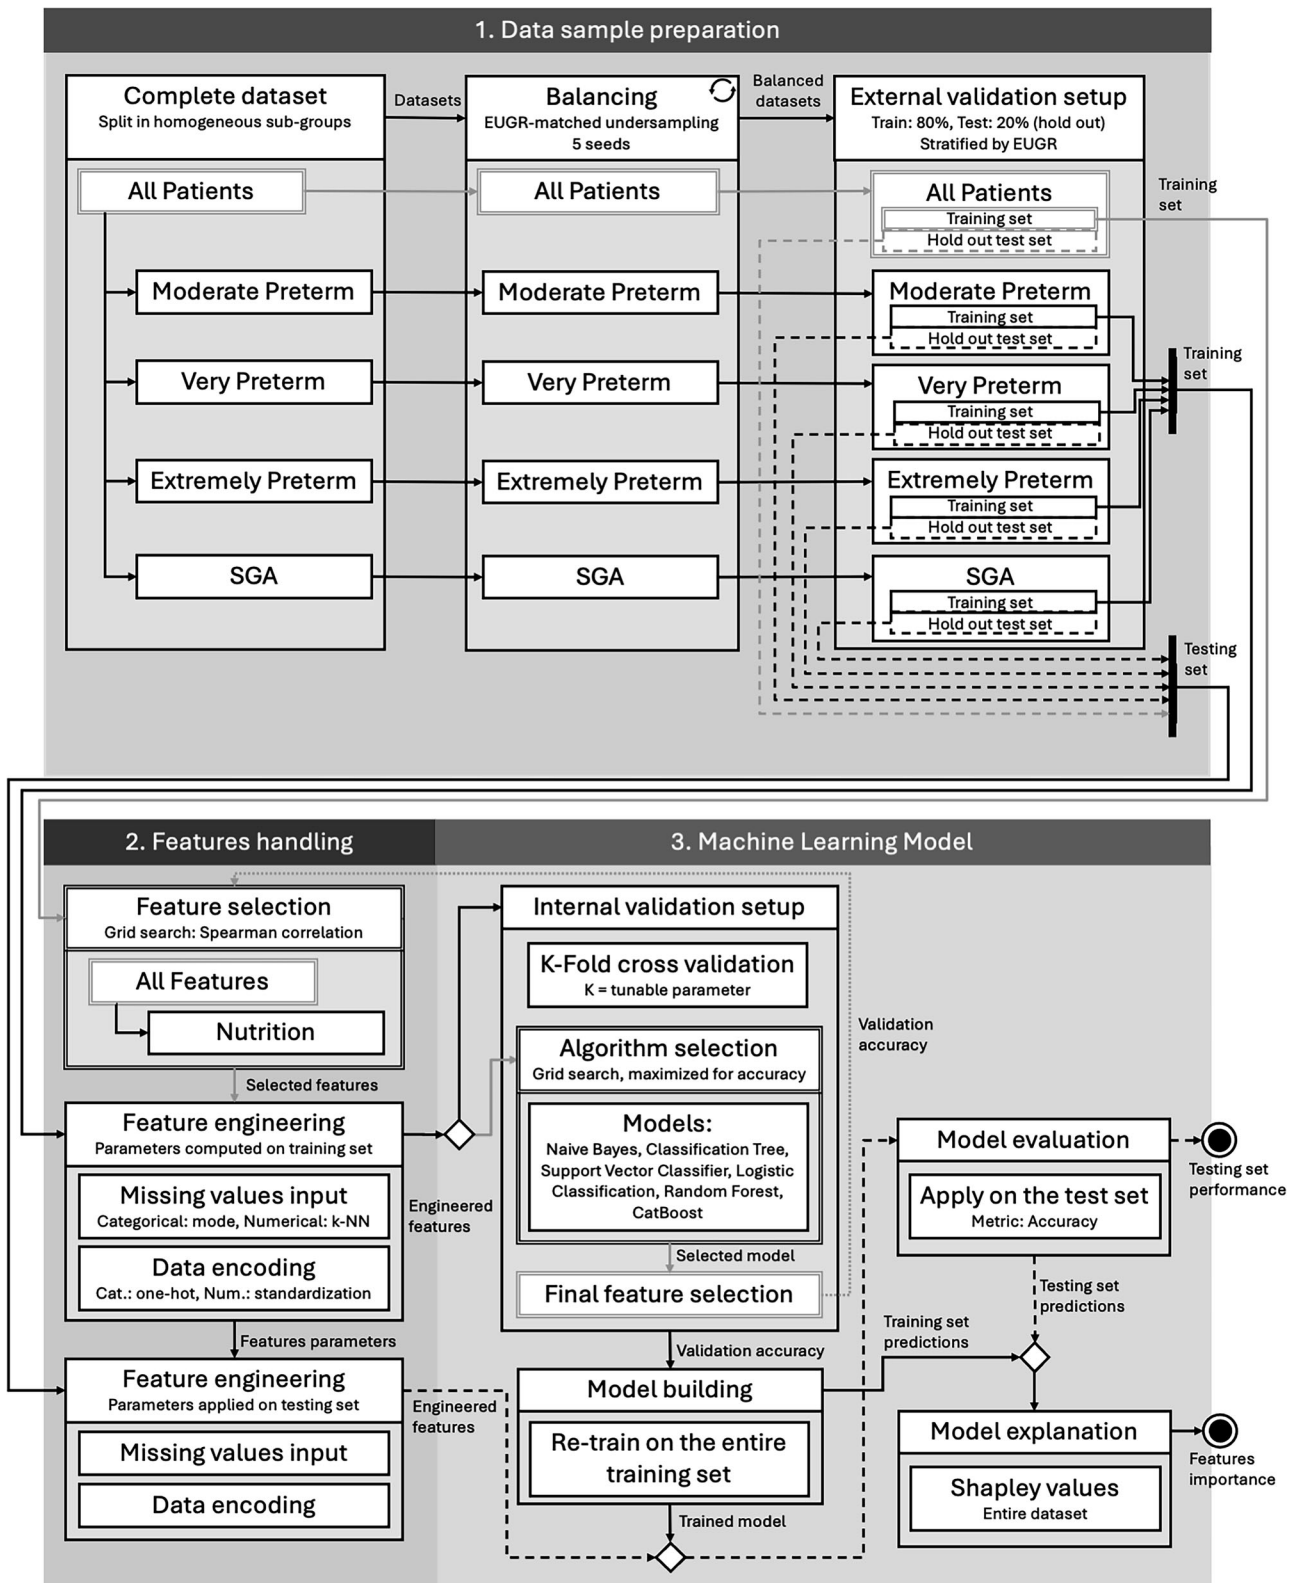 1. Data sample preparation
Complete dataset
Split in homogeneous sub-groups
Datasets
Balancing
EUGR-matched undersampling
5 seeds
Balanced
datasets
External validation setup
Train: 80%, Test: 20% (hold out)
Stratified by EUGR
All Patients
All Patients
All Patients
Training set
Hold out test set
Training
set
Moderate Preterm
Moderate Preterm
Moderate Preterm
Training set
Hold out test set
Very Preterm
Very Preterm
Very Preterm
Training set
Hold out test set
Training
set
Extremely Preterm
Extremely Preterm
Extremely Preterm
Training set
Hold out test set
SGA
SGA
SGA
Training set
Hold out test set
Testing
set
2. Features handling
Feature selection
Grid search: Spearman correlation
All Features
Nutrition
Selected features
Feature engineering
Parameters computed on training set
Missing values input
Categorical: mode, Numerical: k-NN
Data encoding
Cat.: one-hot, Num.: standardization
Engineered
features
Features parameters
Feature engineering
Parameters applied on testing set
Missing values input
Data encoding
Engineered
features
3. Machine Learning Model
Internal validation setup
K-Fold cross validation
K = tunable parameter
Algorithm selection
Grid search, maximized for accuracy
Models:
Naive Bayes, Classification Tree,
Support Vector Classifier, Logistic
Classification, Random Forest,
CatBoost
Selected model
Final feature selection
Validation
accuracy
Validation accuracy
Model building
Re-train on the entire
training set
Trained model
Training set
predictions
Model evaluation
Apply on the test set
Metric: Accuracy
Testing set
performance
Testing set
predictions
Model explanation
Shapley values
Entire dataset
Features
importance